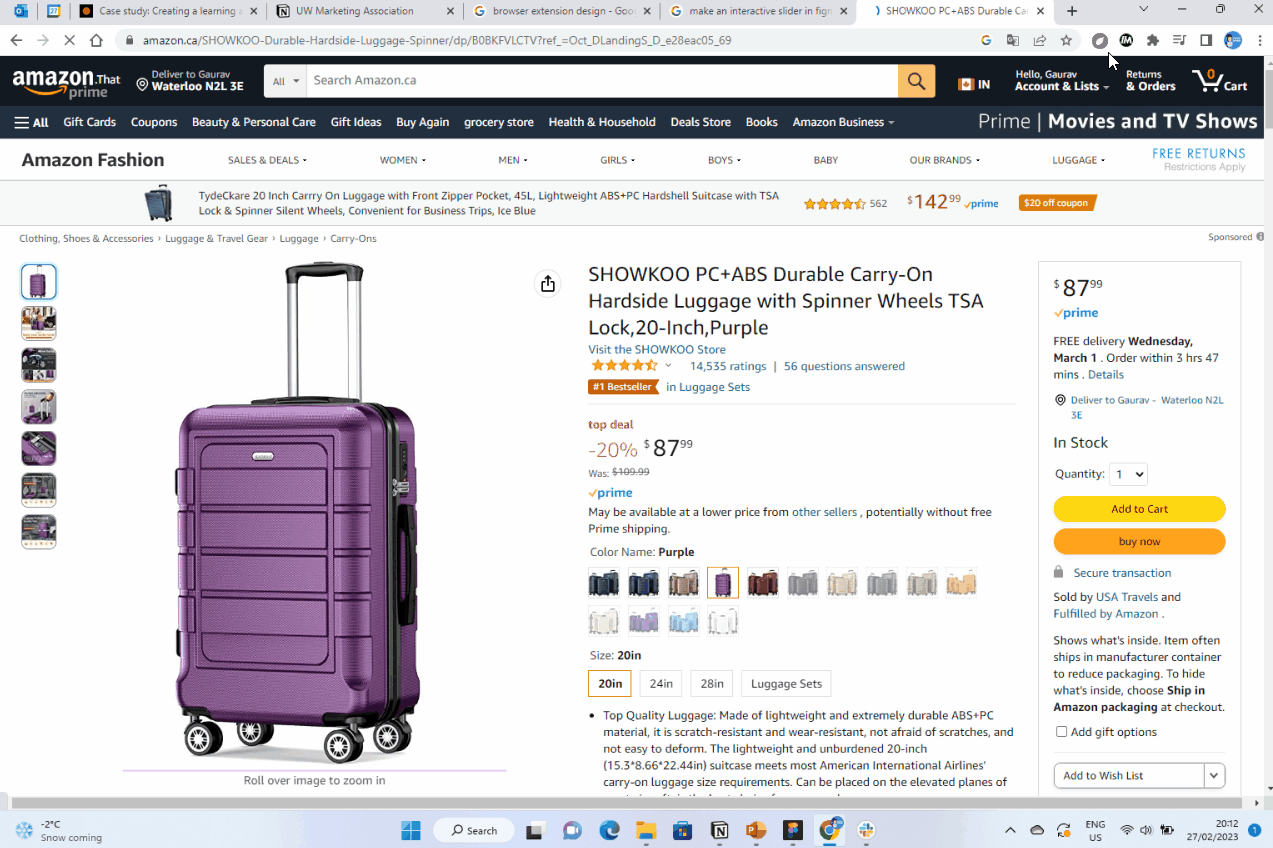 Case study: Creating a learning a
UW Marketing Association
browser extension design - Goo
make an interactive slider in figm
SHOWKOO PC+ABS Durable Car
amazon.ca/SHOWKOO-Durable-Hardside-Luggage-Spinner/dp/B0BKFVLCTV?ref_=Oct_DLandingS_D_e28eac05_69
amazon.That
prime
Deliver to Gaurav
Waterloo N2L 3E
All
Search Amazon.ca
IN
Hello, Gaurav
Account & Lists
Returns
& Orders
0
Cart
All
Gift Cards
Coupons
Beauty & Personal Care
Gift Ideas
Buy Again
grocery store
Health & Household
Deals Store
Books
Amazon Business
Prime | Movies and TV Shows
Amazon Fashion
SALES & DEALS
WOMEN
MEN
GIRLS
BOYS
BABY
OUR BRANDS
LUGGAGE
FREE RETURNS
Restrictions Apply
TydeCkare 20 Inch Carrry On Luggage with Front Zipper Pocket, 45L, Lightweight ABS+PC Hardshell Suitcase with TSA
Lock & Spinner Silent Wheels, Convenient for Business Trips, Ice Blue
562
$142⁹⁹ prime
$20 off coupon
Clothing, Shoes & Accessories › Luggage & Travel Gear › Luggage › Carry-Ons
Sponsored
Roll over image to zoom in
SHOWKOO PC+ABS Durable Carry-On
Hardside Luggage with Spinner Wheels TSA
Lock,20-Inch,Purple
Visit the SHOWKOO Store
14,535 ratings | 56 questions answered
#1 Bestseller in Luggage Sets
top deal
-20% $87⁹⁹
Was: $109.99
prime
May be available at a lower price from other sellers , potentially without free
Prime shipping.
Color Name: Purple
Size: 20in
20in
24in
28in
Luggage Sets
• Top Quality Luggage: Made of lightweight and extremely durable ABS+PC
material, it is scratch-resistant and wear-resistant, not afraid of scratches, and
not easy to deform. The lightweight and unburdened 20-inch
(15.3*8.66*22.44in) suitcase meets most American International Airlines'
carry-on luggage size requirements. Can be placed on the elevated planes of
$87⁹⁹
prime
FREE delivery Wednesday,
March 1 . Order within 3 hrs 47
mins . Details
Deliver to Gaurav - Waterloo N2L
3E
In Stock
Quantity: 1
Add to Cart
buy now
Secure transaction
Sold by USA Travels and
Fulfilled by Amazon .
Shows what's inside. Item often
ships in manufacturer container
to reduce packaging. To hide
what's inside, choose Ship in
Amazon packaging at checkout.
Add gift options
Add to Wish List
-2°C
Snow coming
Search
ENG
US
20:12
27/02/2023
1